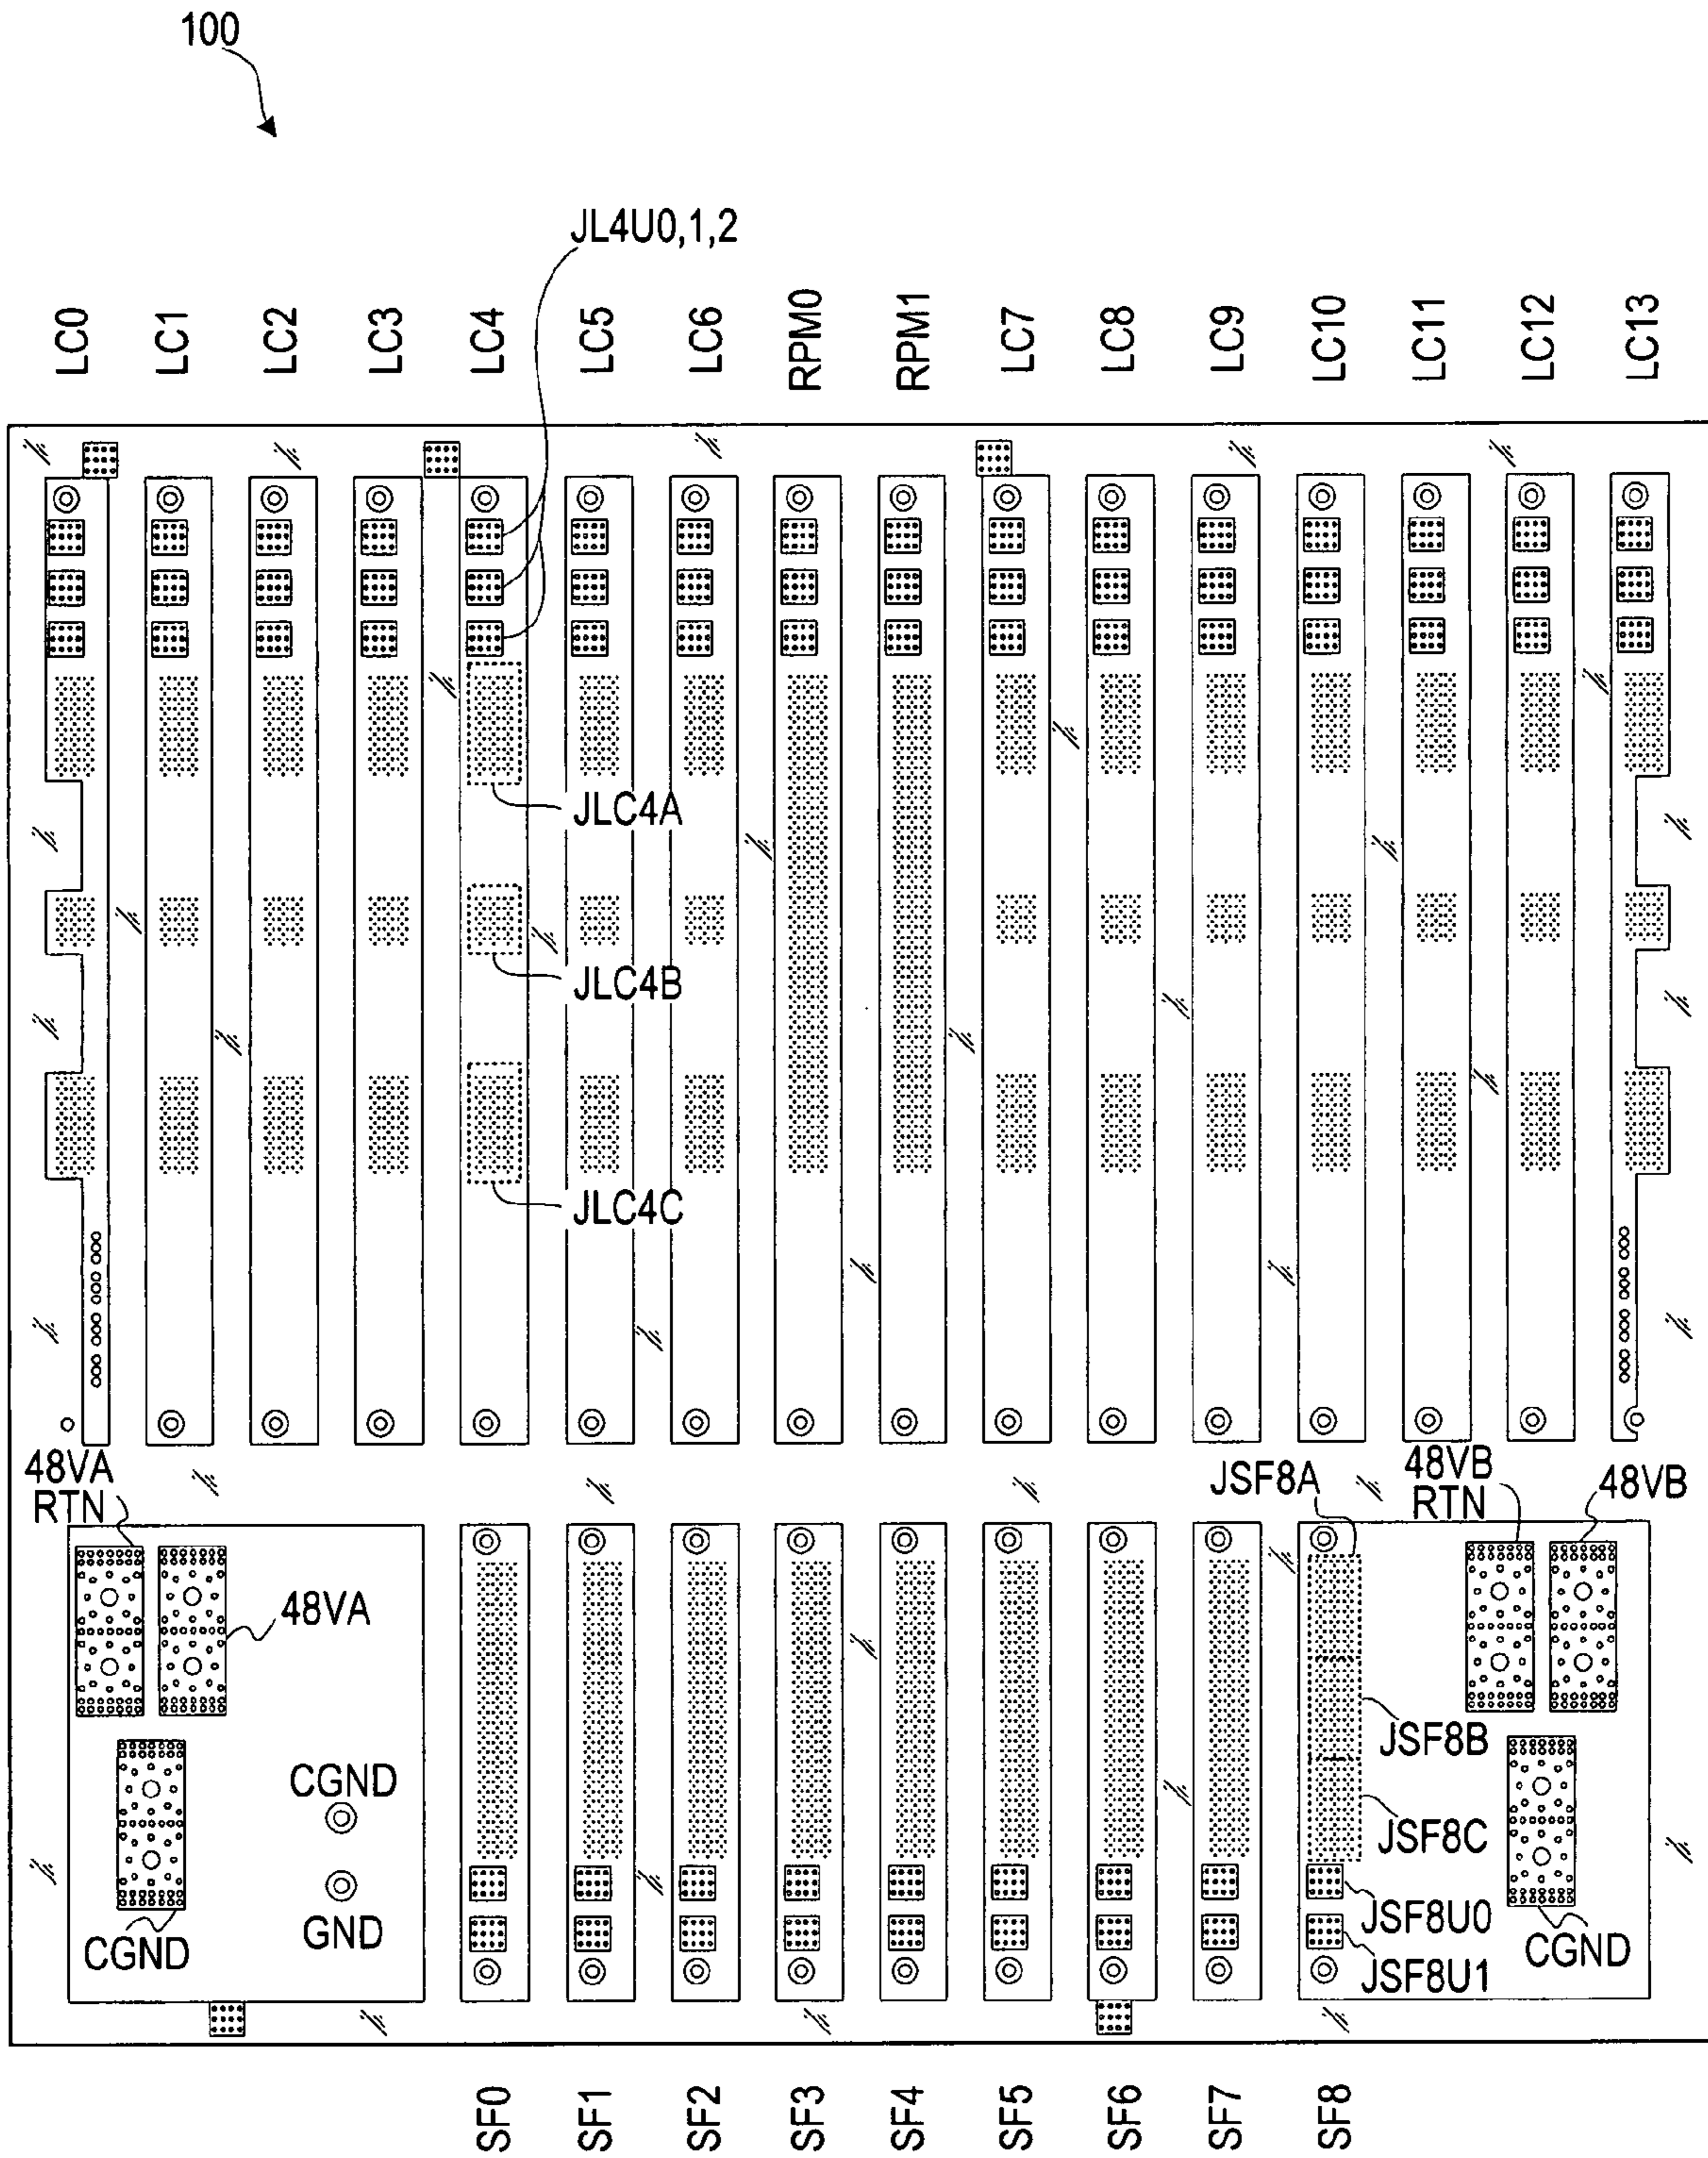 100
JL4U0,1,2
LC0
LC1
LC2
LC3
LC4
LC5
LC6
RPM0
RPM1
LC7
LC8
LC9
LC10
LC11
LC12
LC13
JLC4A
JLC4B
JLC4C
48VA
RTN
48VA
CGND
GND
CGND
JSF8A
48VB
RTN
48VB
JSF8B
JSF8C
JSF8U0
JSF8U1
CGND
SF0
SF1
SF2
SF3
SF4
SF5
SF6
SF7
SF8